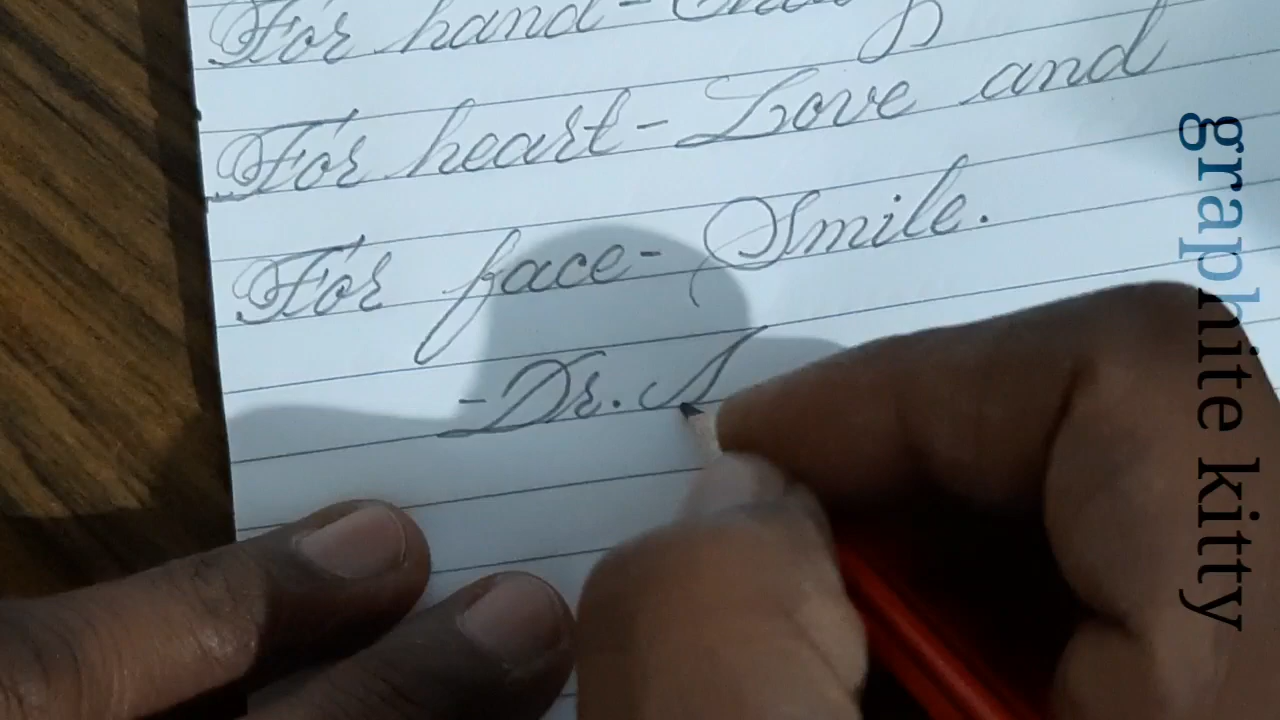 For hand -
For heart - Love and
For face - Smile.
- Dr. A
graphite kitty